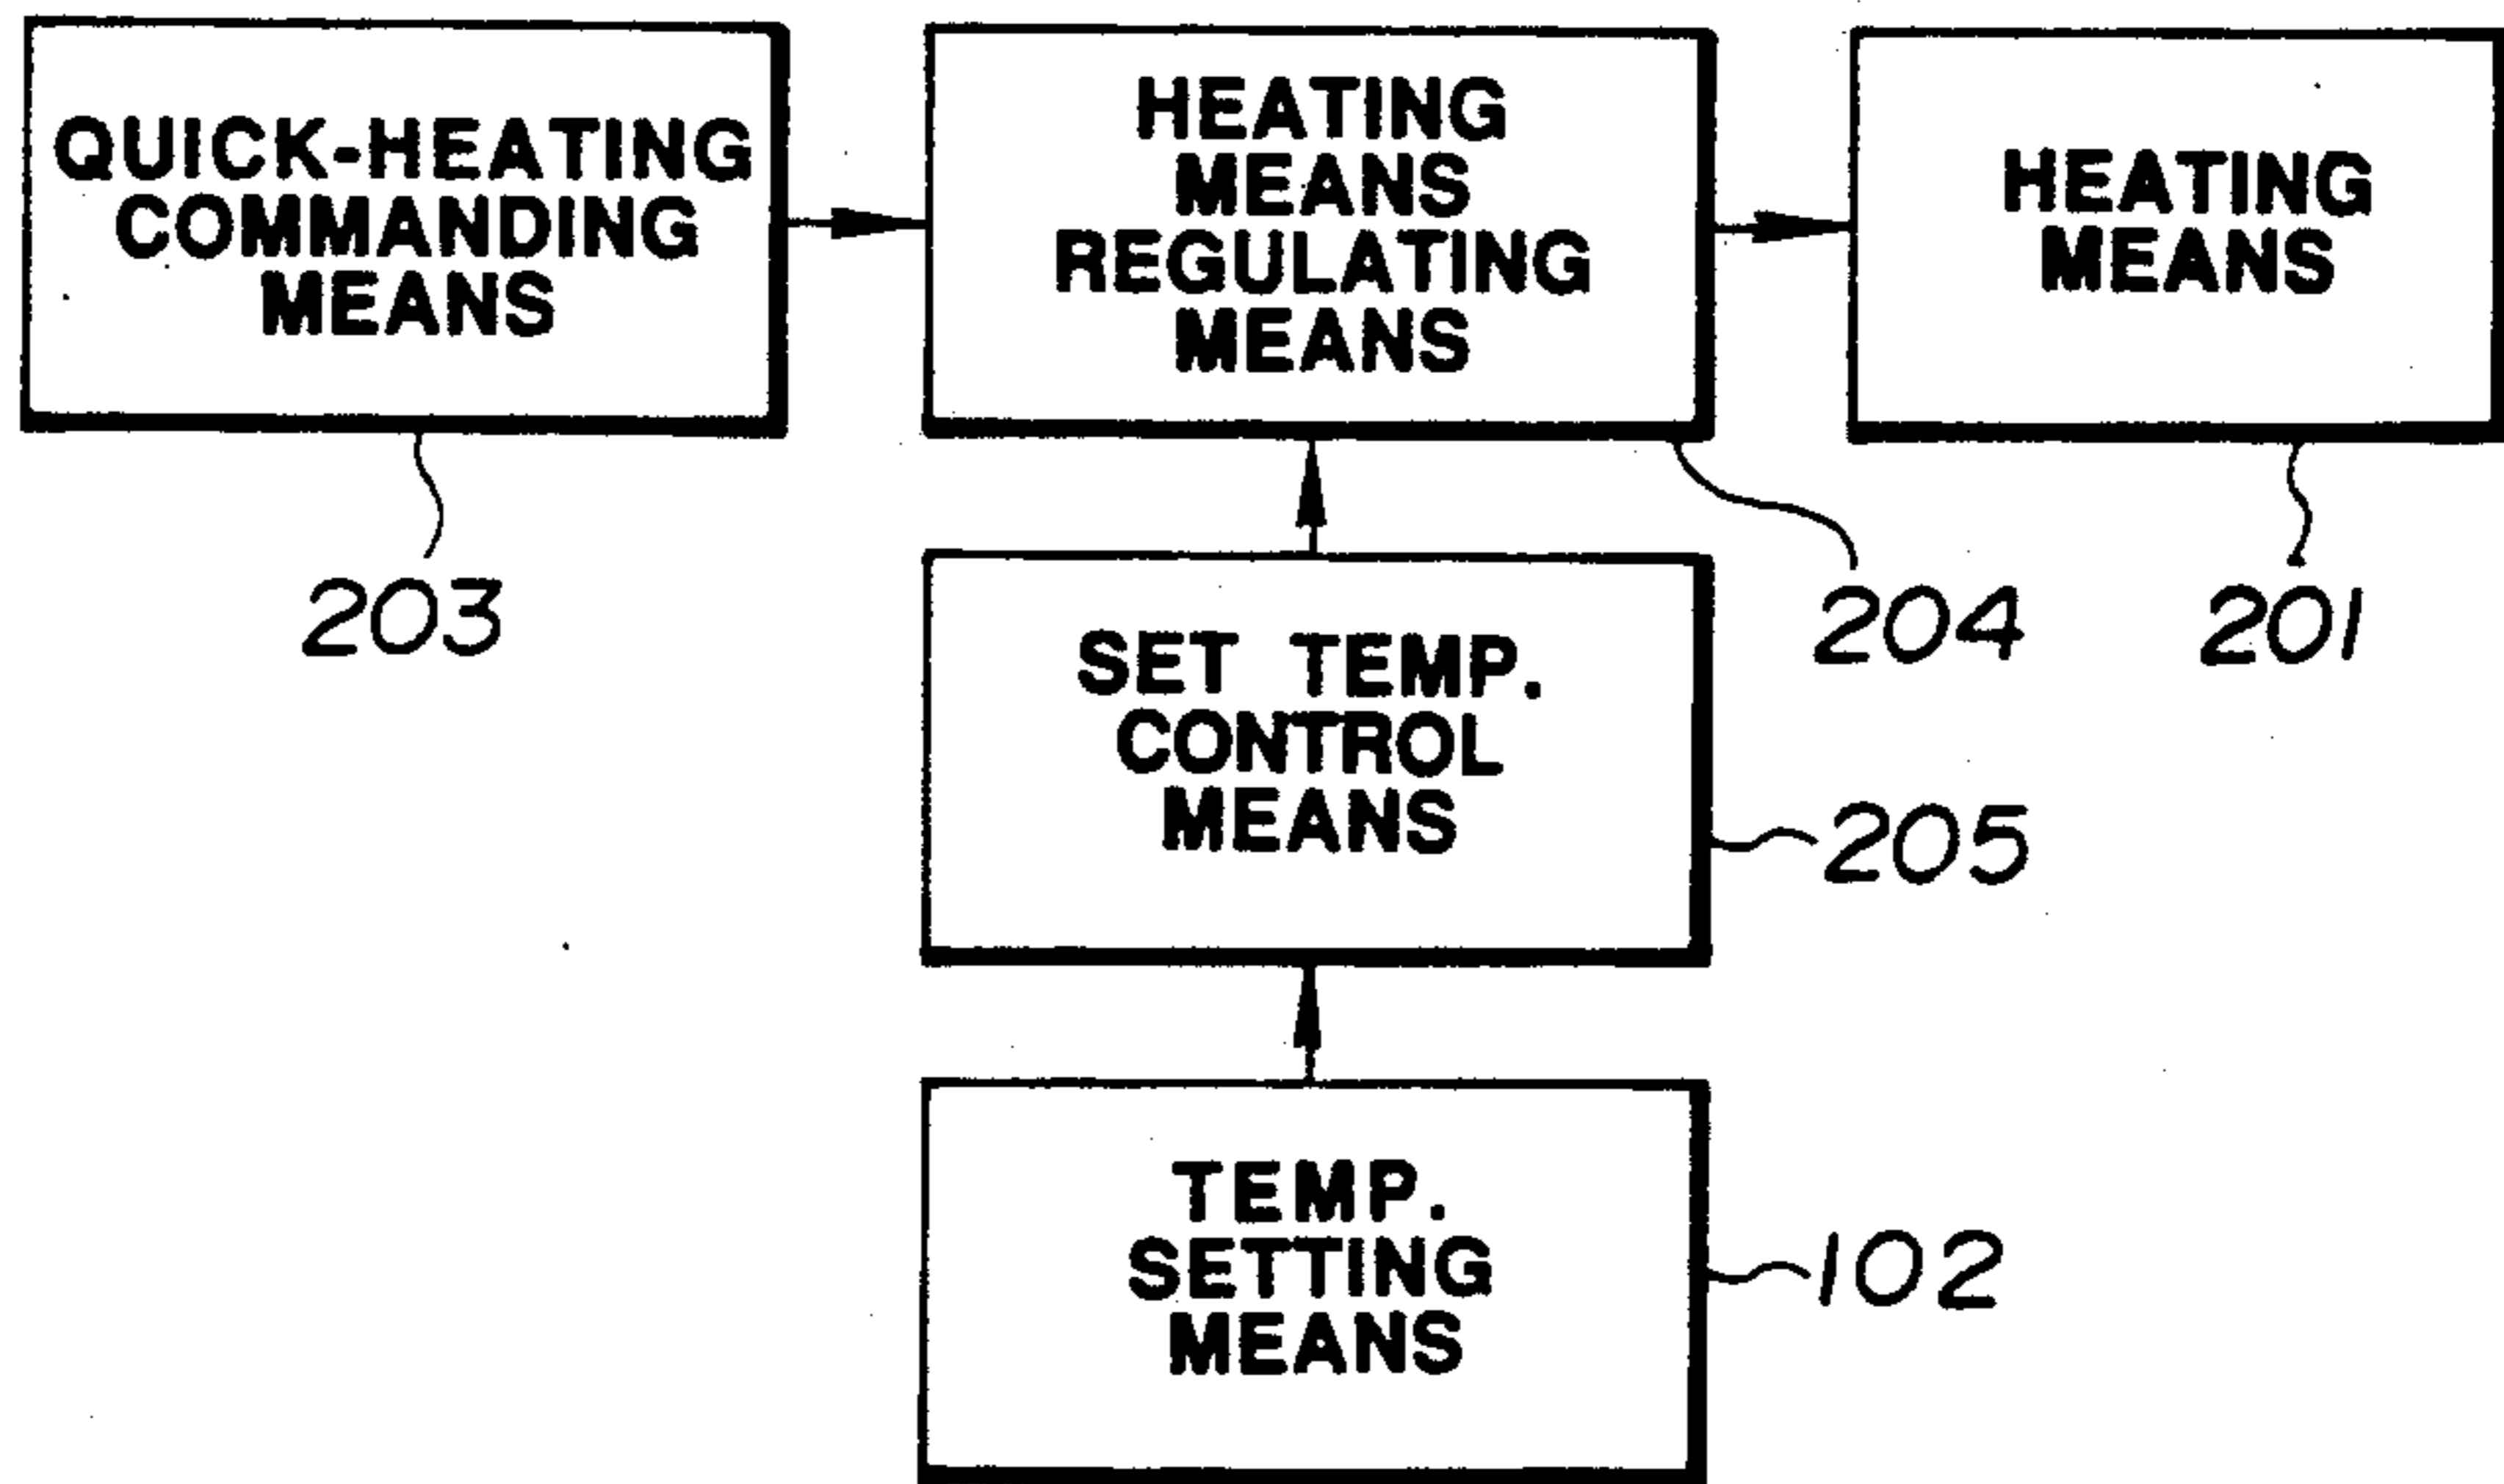 QUICK-HEATING
COMMANDING
MEANS
HEATING
MEANS
REGULATING
MEANS
HEATING
MEANS
203
204
201
SET TEMP.
CONTROL
MEANS
205
TEMP.
SETTING
MEANS
102